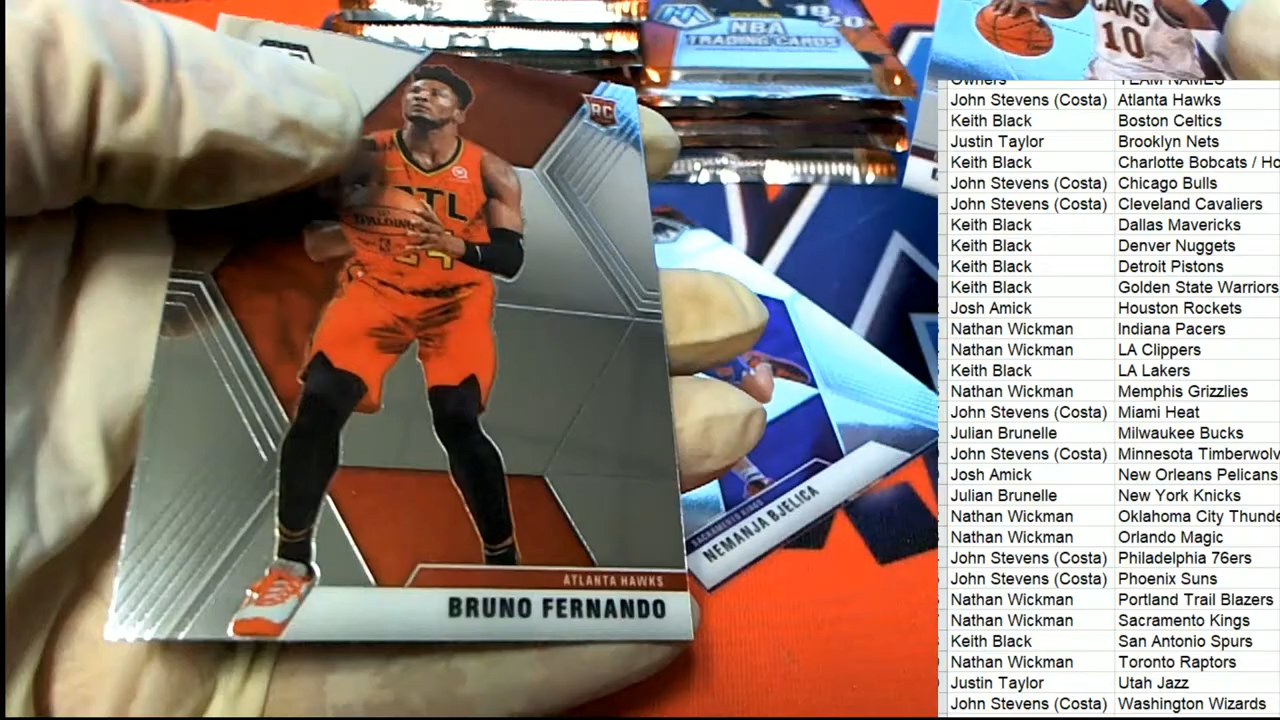 19
20
NBA
TRADING CARDS
RC
ATL
SPALDING
24
ATLANTA HAWKS
BRUNO FERNANDO
SACRAMENTO KINGS
NEMANJA BJELICA
CAVS
10
Owners TEAM NAMES
John Stevens (Costa) Atlanta Hawks
Keith Black Boston Celtics
Justin Taylor Brooklyn Nets
Keith Black Charlotte Bobcats / Ho
John Stevens (Costa) Chicago Bulls
John Stevens (Costa) Cleveland Cavaliers
Keith Black Dallas Mavericks
Keith Black Denver Nuggets
Keith Black Detroit Pistons
Keith Black Golden State Warriors
Josh Amick Houston Rockets
Nathan Wickman Indiana Pacers
Nathan Wickman LA Clippers
Keith Black LA Lakers
Nathan Wickman Memphis Grizzlies
John Stevens (Costa) Miami Heat
Julian Brunelle Milwaukee Bucks
John Stevens (Costa) Minnesota Timberwolv
Josh Amick New Orleans Pelicans
Julian Brunelle New York Knicks
Nathan Wickman Oklahoma City Thunde
Nathan Wickman Orlando Magic
John Stevens (Costa) Philadelphia 76ers
John Stevens (Costa) Phoenix Suns
Nathan Wickman Portland Trail Blazers
Nathan Wickman Sacramento Kings
Keith Black San Antonio Spurs
Nathan Wickman Toronto Raptors
Justin Taylor Utah Jazz
John Stevens (Costa) Washington Wizards